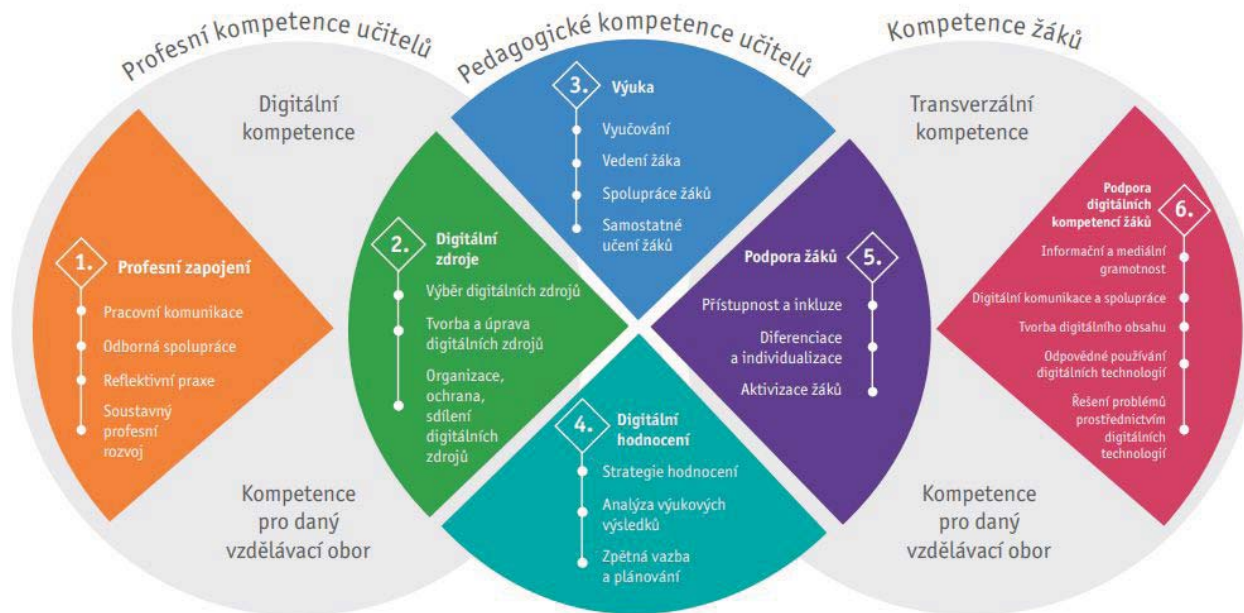 Profesní kompetence učitelů
Pedagogické kompetence učitelů
Kompetence žáků
Digitální
kompetence
Transverzální
kompetence
1.
Profesní zapojení
Pracovní komunikace
Odborná spolupráce
Reflektivní praxe
Soustavný
profesní
rozvoj
2.
Digitální
zdroje
Výběr digitálních zdrojů
Tvorba a úprava
digitálních zdrojů
Organizace,
ochrana,
sdílení
digitálních
zdrojů
3.
Výuka
Vyučování
Vedení žáka
Spolupráce žáků
Samostatné
učení žáků
4.
Digitální
hodnocení
Strategie hodnocení
Analýza výukových
výsledků
Zpětná vazba
a plánování
5.
Podpora žáků
Přístupnost a inkluze
Diferenciace
a individualizace
Aktivizace žáků
6.
Podpora
digitálních
kompetencí žáků
Informační a mediální
gramotnost
Digitální komunikace a spolupráce
Tvorba digitálního obsahu
Odpovědné používání
digitálních technologií
Řešení problémů
prostřednictvím
digitálních
technologií
Kompetence
pro daný
vzdělávací obor
Kompetence
pro daný
vzdělávací obor